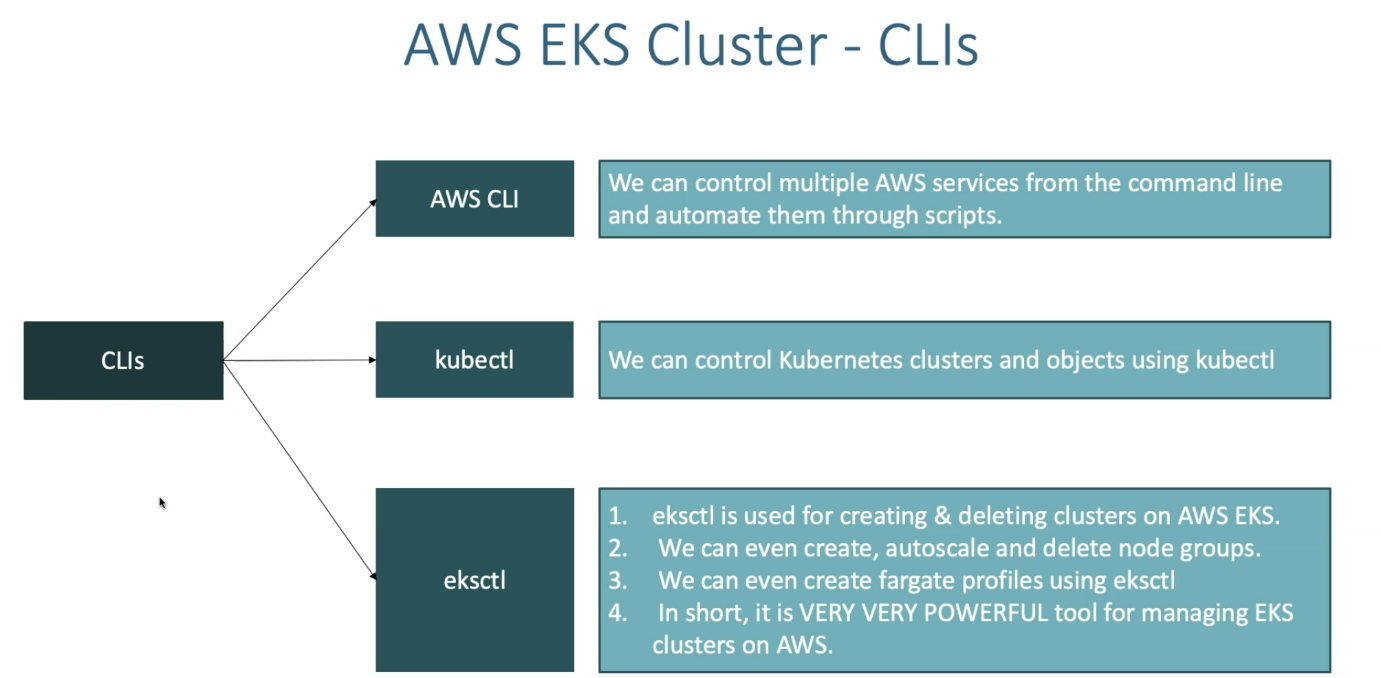 AWS EKS Cluster - CLIs
CLIs
AWS CLI
We can control multiple AWS services from the command line
and automate them through scripts.
kubectl
We can control Kubernetes clusters and objects using kubectl
eksctl
1. eksctl is used for creating & deleting clusters on AWS EKS.
2. We can even create, autoscale and delete node groups.
3. We can even create fargate profiles using eksctl
4. In short, it is VERY VERY POWERFUL tool for managing EKS
clusters on AWS.